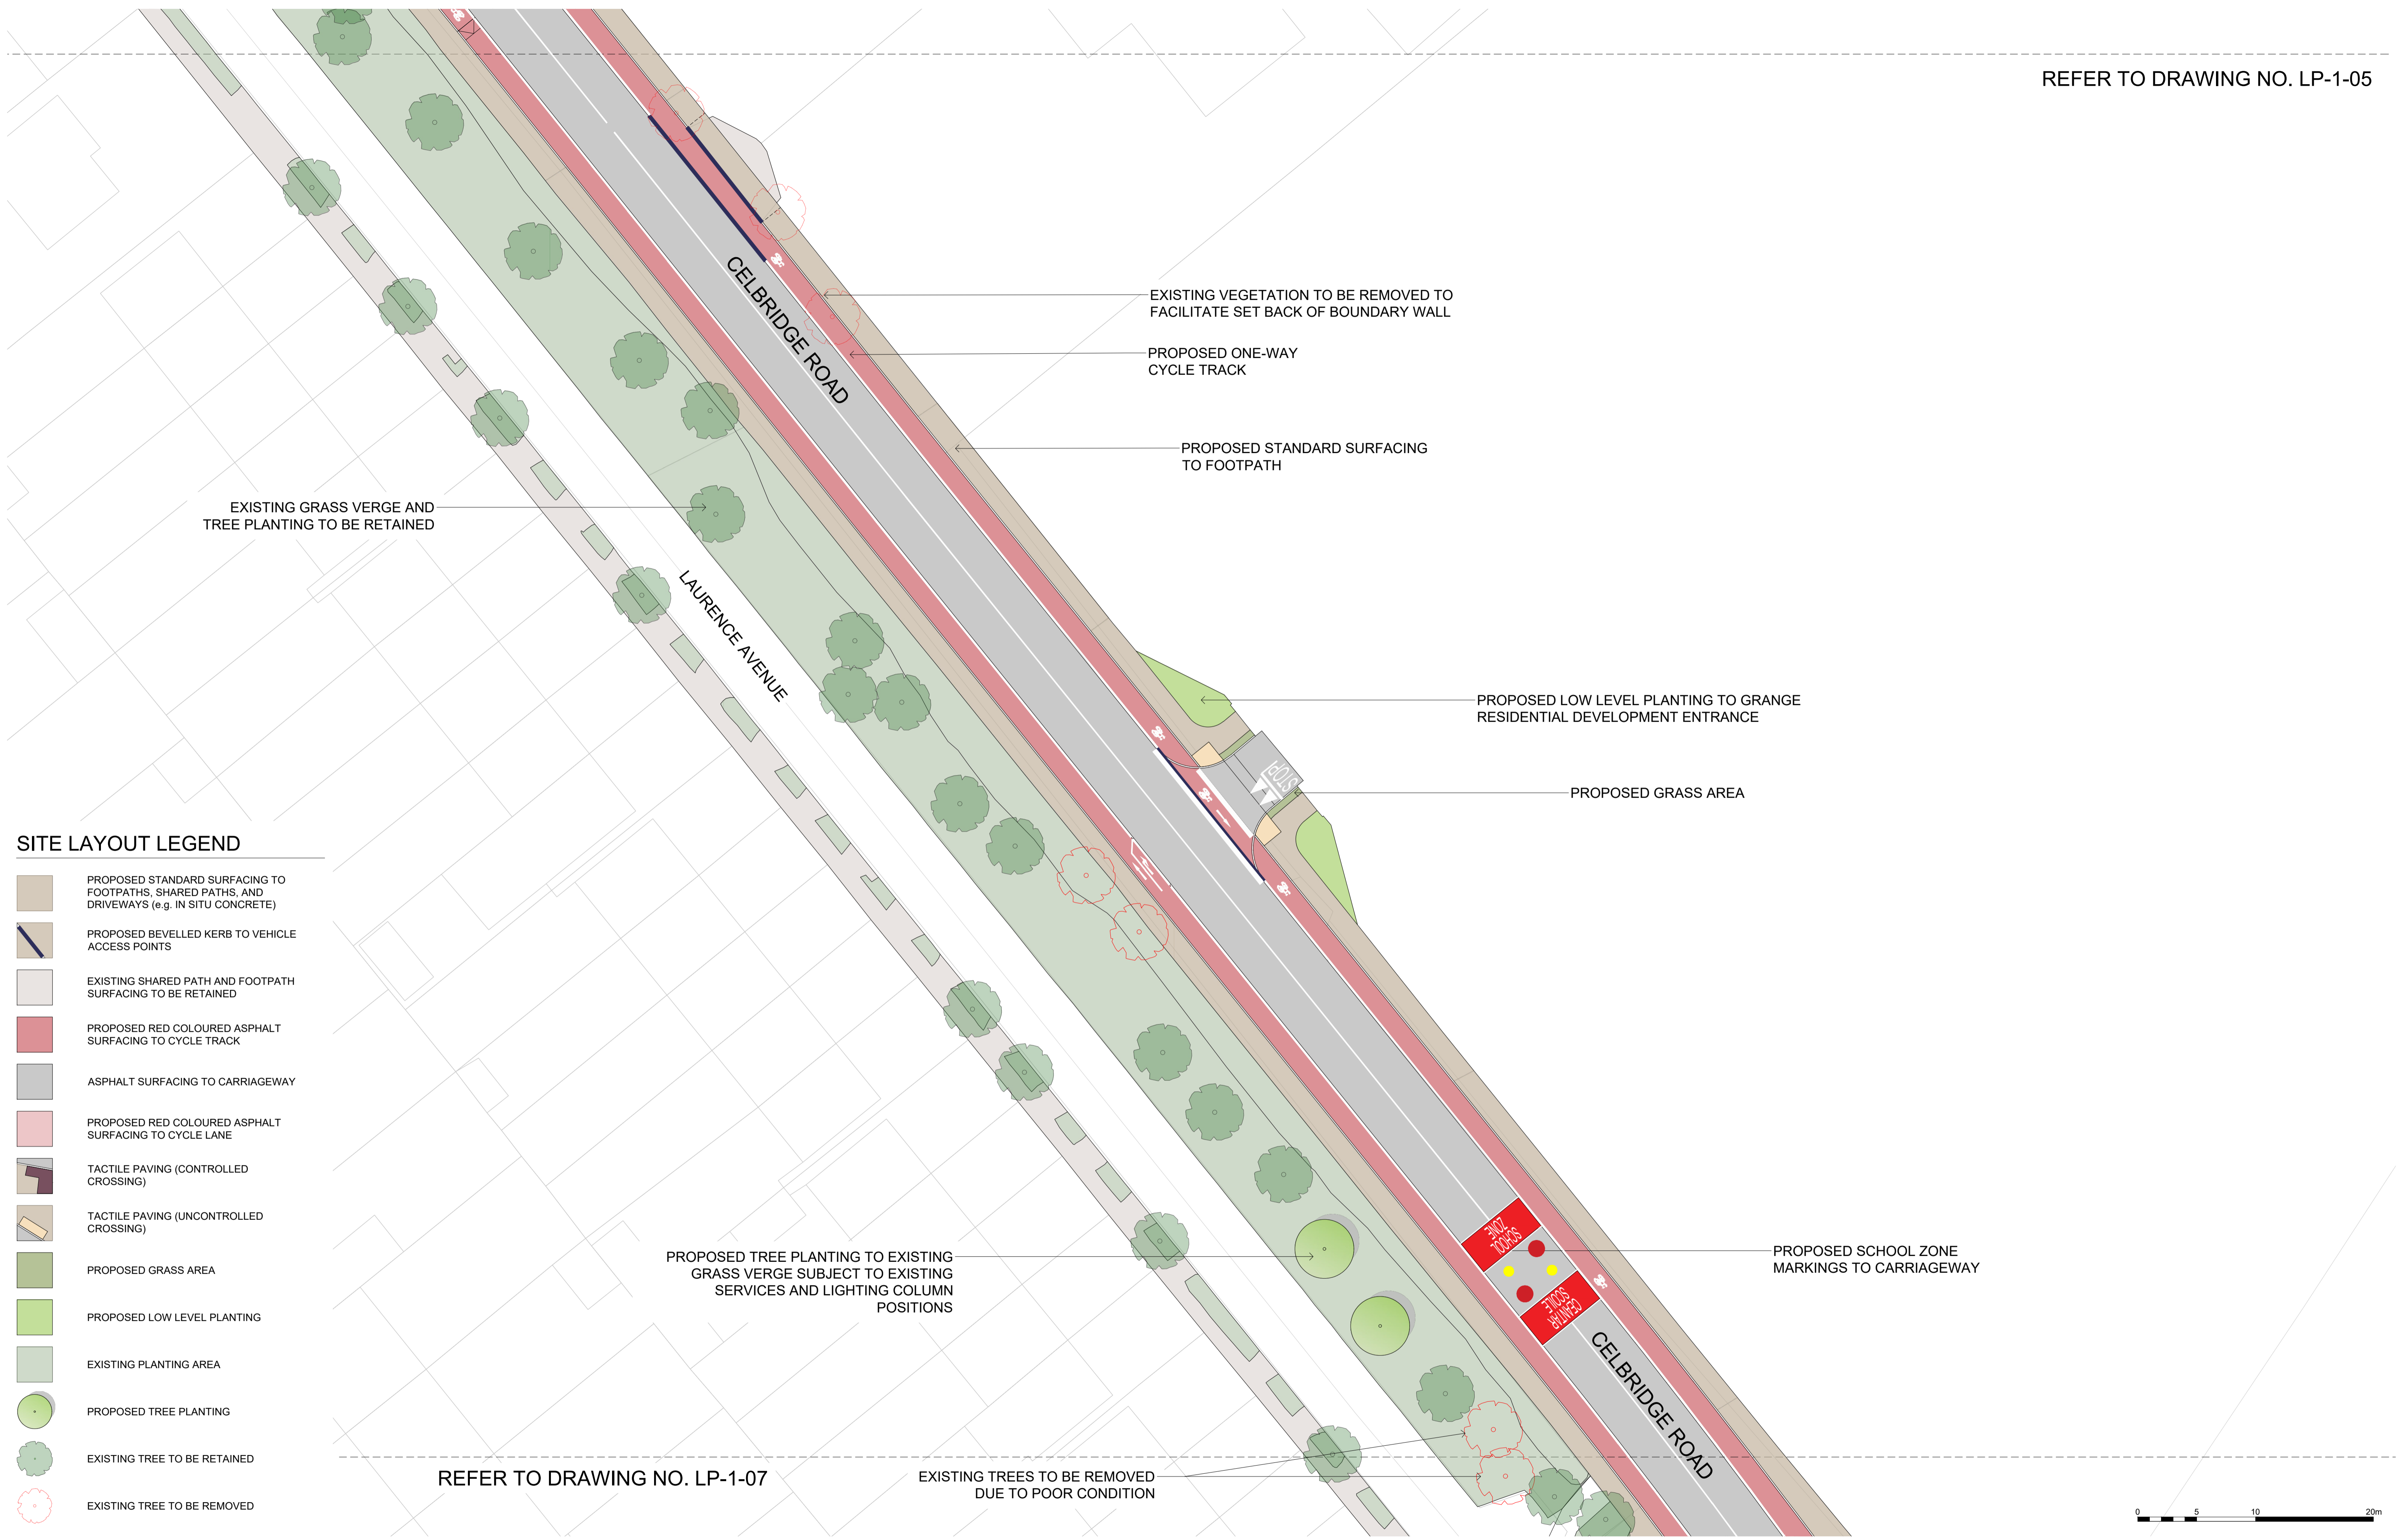 REFER TO DRAWING NO. LP-1-05
CELBRIDGE ROAD
EXISTING VEGETATION TO BE REMOVED TO
FACILITATE SET BACK OF BOUNDARY WALL
PROPOSED ONE-WAY
CYCLE TRACK
PROPOSED STANDARD SURFACING
TO FOOTPATH
EXISTING GRASS VERGE AND
TREE PLANTING TO BE RETAINED
LAURENCE AVENUE
PROPOSED LOW LEVEL PLANTING TO GRANGE
RESIDENTIAL DEVELOPMENT ENTRANCE
STOP!
PROPOSED GRASS AREA
SITE LAYOUT LEGEND
PROPOSED STANDARD SURFACING TO
FOOTPATHS, SHARED PATHS, AND
DRIVEWAYS (e.g. IN SITU CONCRETE)
PROPOSED BEVELLED KERB TO VEHICLE
ACCESS POINTS
EXISTING SHARED PATH AND FOOTPATH
SURFACING TO BE RETAINED
PROPOSED RED COLOURED ASPHALT
SURFACING TO CYCLE TRACK
ASPHALT SURFACING TO CARRIAGEWAY
PROPOSED RED COLOURED ASPHALT
SURFACING TO CYCLE LANE
TACTILE PAVING (CONTROLLED
CROSSING)
TACTILE PAVING (UNCONTROLLED
CROSSING)
PROPOSED GRASS AREA
PROPOSED LOW LEVEL PLANTING
EXISTING PLANTING AREA
PROPOSED TREE PLANTING
EXISTING TREE TO BE RETAINED
EXISTING TREE TO BE REMOVED
PROPOSED TREE PLANTING TO EXISTING
GRASS VERGE SUBJECT TO EXISTING
SERVICES AND LIGHTING COLUMN
POSITIONS
SCHOOL
ZONE
CEANTAR
SCOILE
PROPOSED SCHOOL ZONE
MARKINGS TO CARRIAGEWAY
CELBRIDGE ROAD
REFER TO DRAWING NO. LP-1-07
EXISTING TREES TO BE REMOVED
DUE TO POOR CONDITION
0 5 10 20m